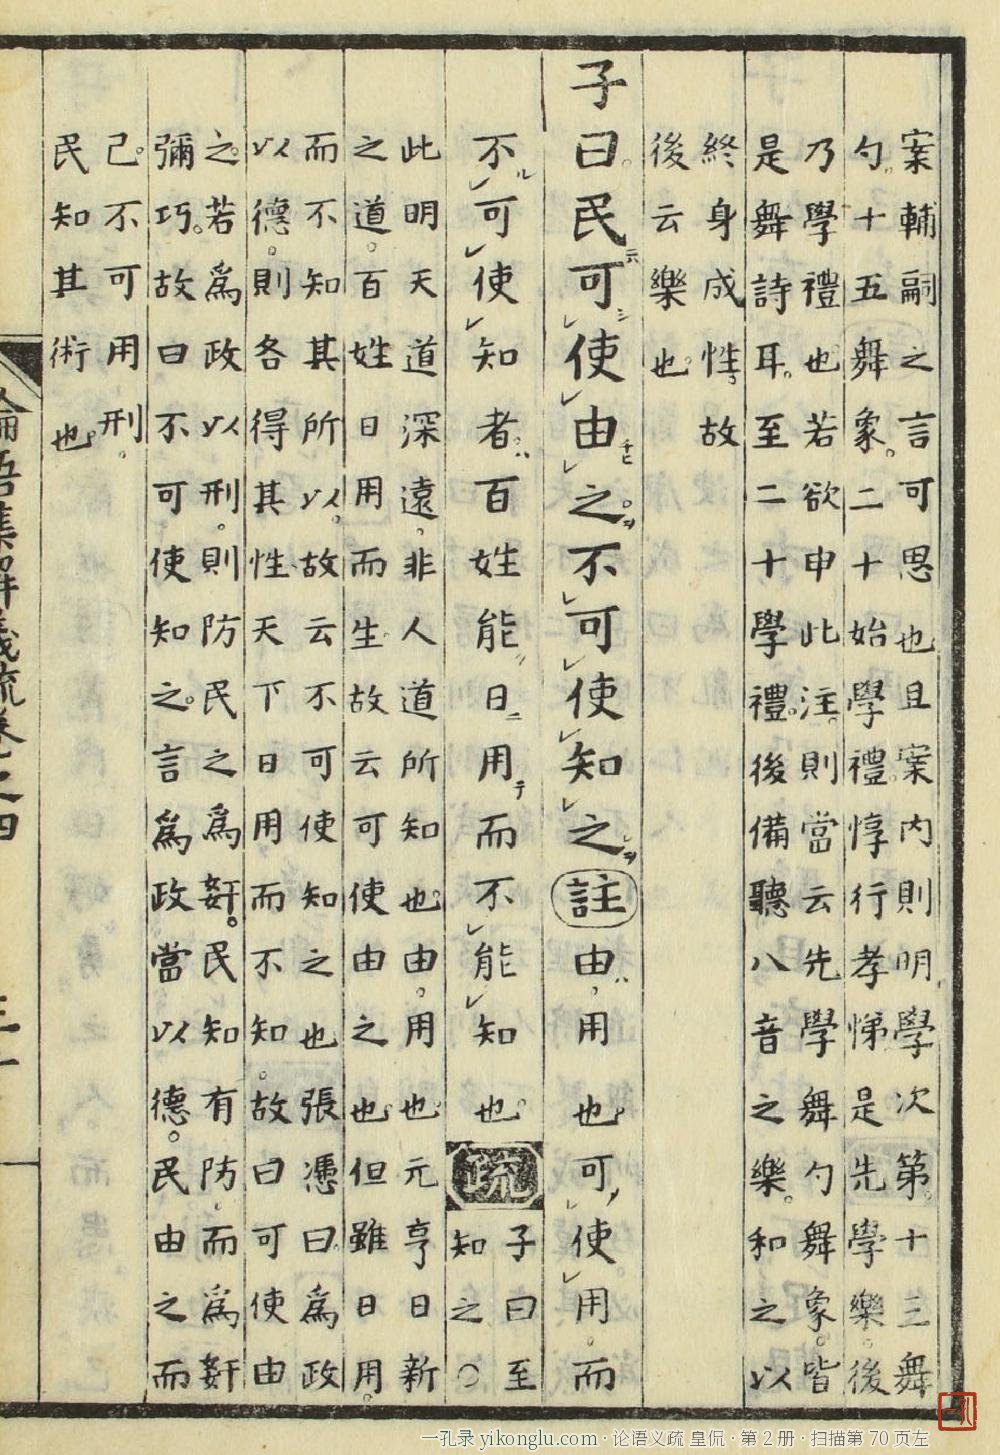 案輔嗣之言可思也且案內則明學次第十三舞
勺十五舞象二十始學禮惇行孝悌是先學樂後
乃學禮也若欲申此注則當云先學舞勺舞象皆
是舞詩耳至二十學禮後備聽八音之樂和之以
終身成性故
後云樂也
子曰民可使由之不可使知之註由用也可使用而
不可使知者百姓能日用而不能知也疏
子曰至
知之○
此明天道深遠非人道所知也由用也元亨日新
之道百姓日用而生故云可使由之也但雖日用
而不知其所以故云不可使知之也張憑曰為政
以德則各得其性天下日用而不知故曰可使由
之若為政以刑則防民之為姧民知有防而為姧
彌巧故曰不可使知之言為政當以德民由之而
己不可用刑
民知其術也
論語集解義疏卷之四
三十一
一孔录 yikonglu.com · 论语义疏 皇侃 · 第 2 册 · 扫描第 70 页左